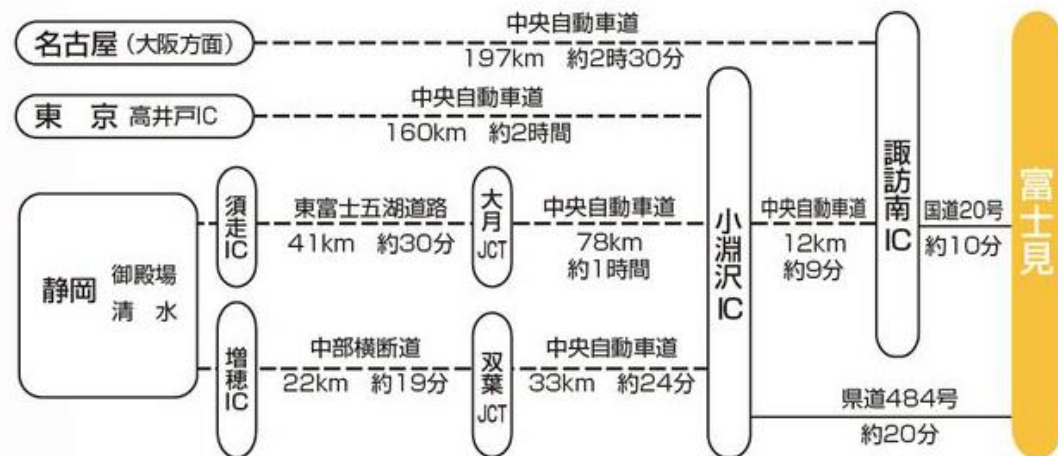 中央自動車道
名古屋(大阪方面)
197km 約2時30分
中央自動車道
東 京 高井戸IC
160km 約2時間
須走IC
東富士五湖道路
41km 約30分
大月JCT
中央自動車道
78km
約1時間
静岡 御殿場
清 水
増穂IC
中部横断道
22km 約19分
双葉JCT
中央自動車道
33km 約24分
小淵沢IC
中央自動車道
12km
約9分
諏訪南IC
国道20号
約10分
県道484号
約20分
富士見